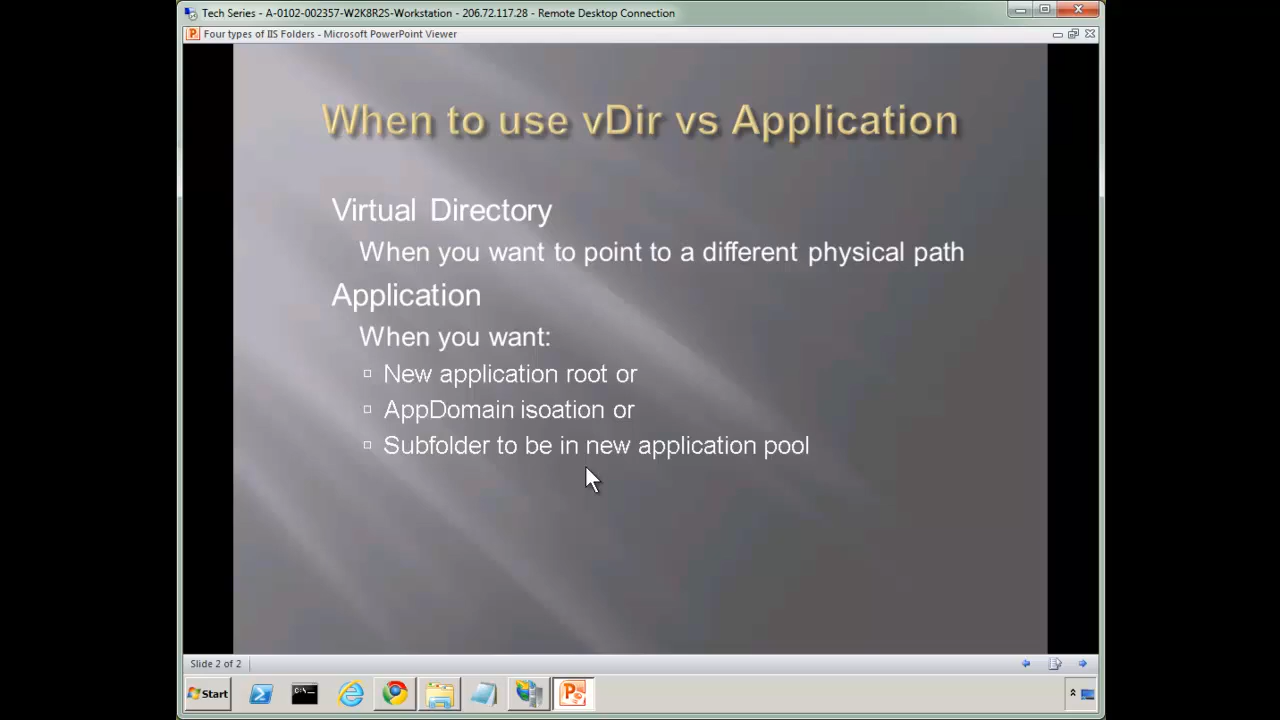 Tech Series - A-0102-002357-W2K8R2S-Workstation - 206.72.117.28 - Remote Desktop Connection
Four types of IIS Folders - Microsoft PowerPoint Viewer
When to use vDir vs Application
Virtual Directory
When you want to point to a different physical path
Application
When you want:
New application root or
AppDomain isoation or
Subfolder to be in new application pool
Slide 2 of 2
Start